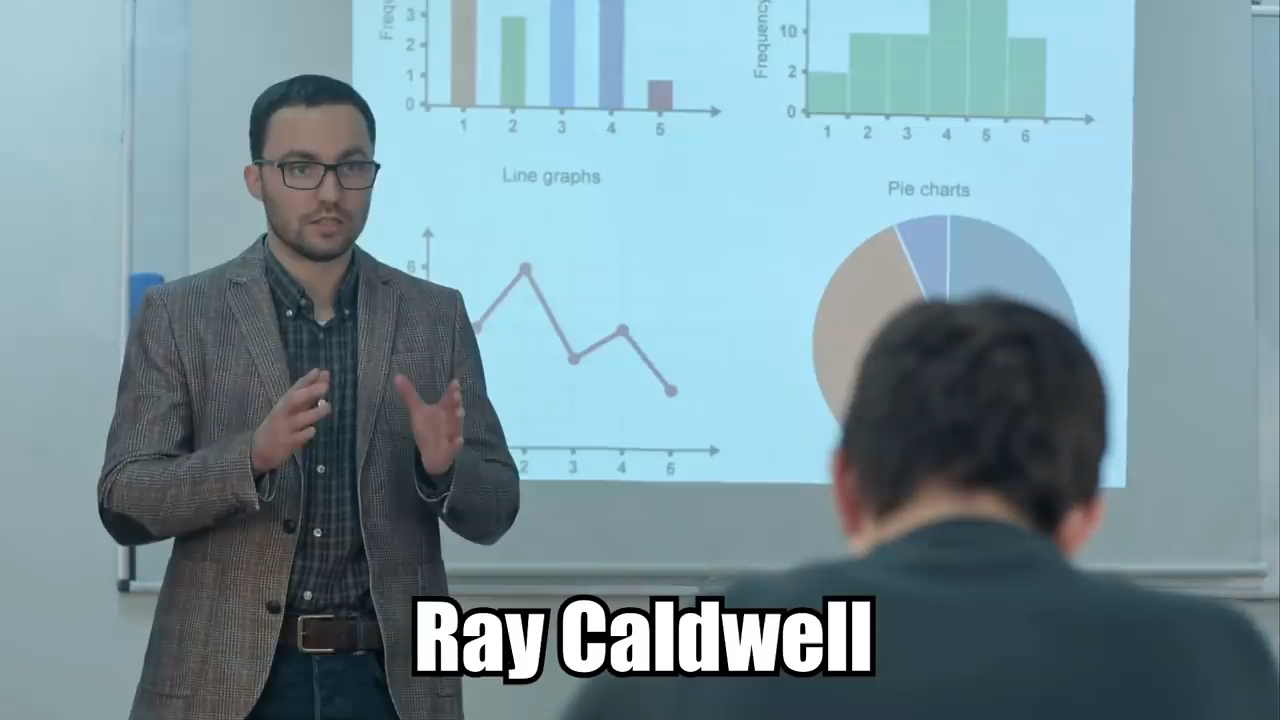 Frequ
3
2
1
0
1 2 3 4 5
Frequency
10
2
0
1 2 3 4 5 6
Line graphs
Pie charts
6
2 3 4 5
Ray Caldwell